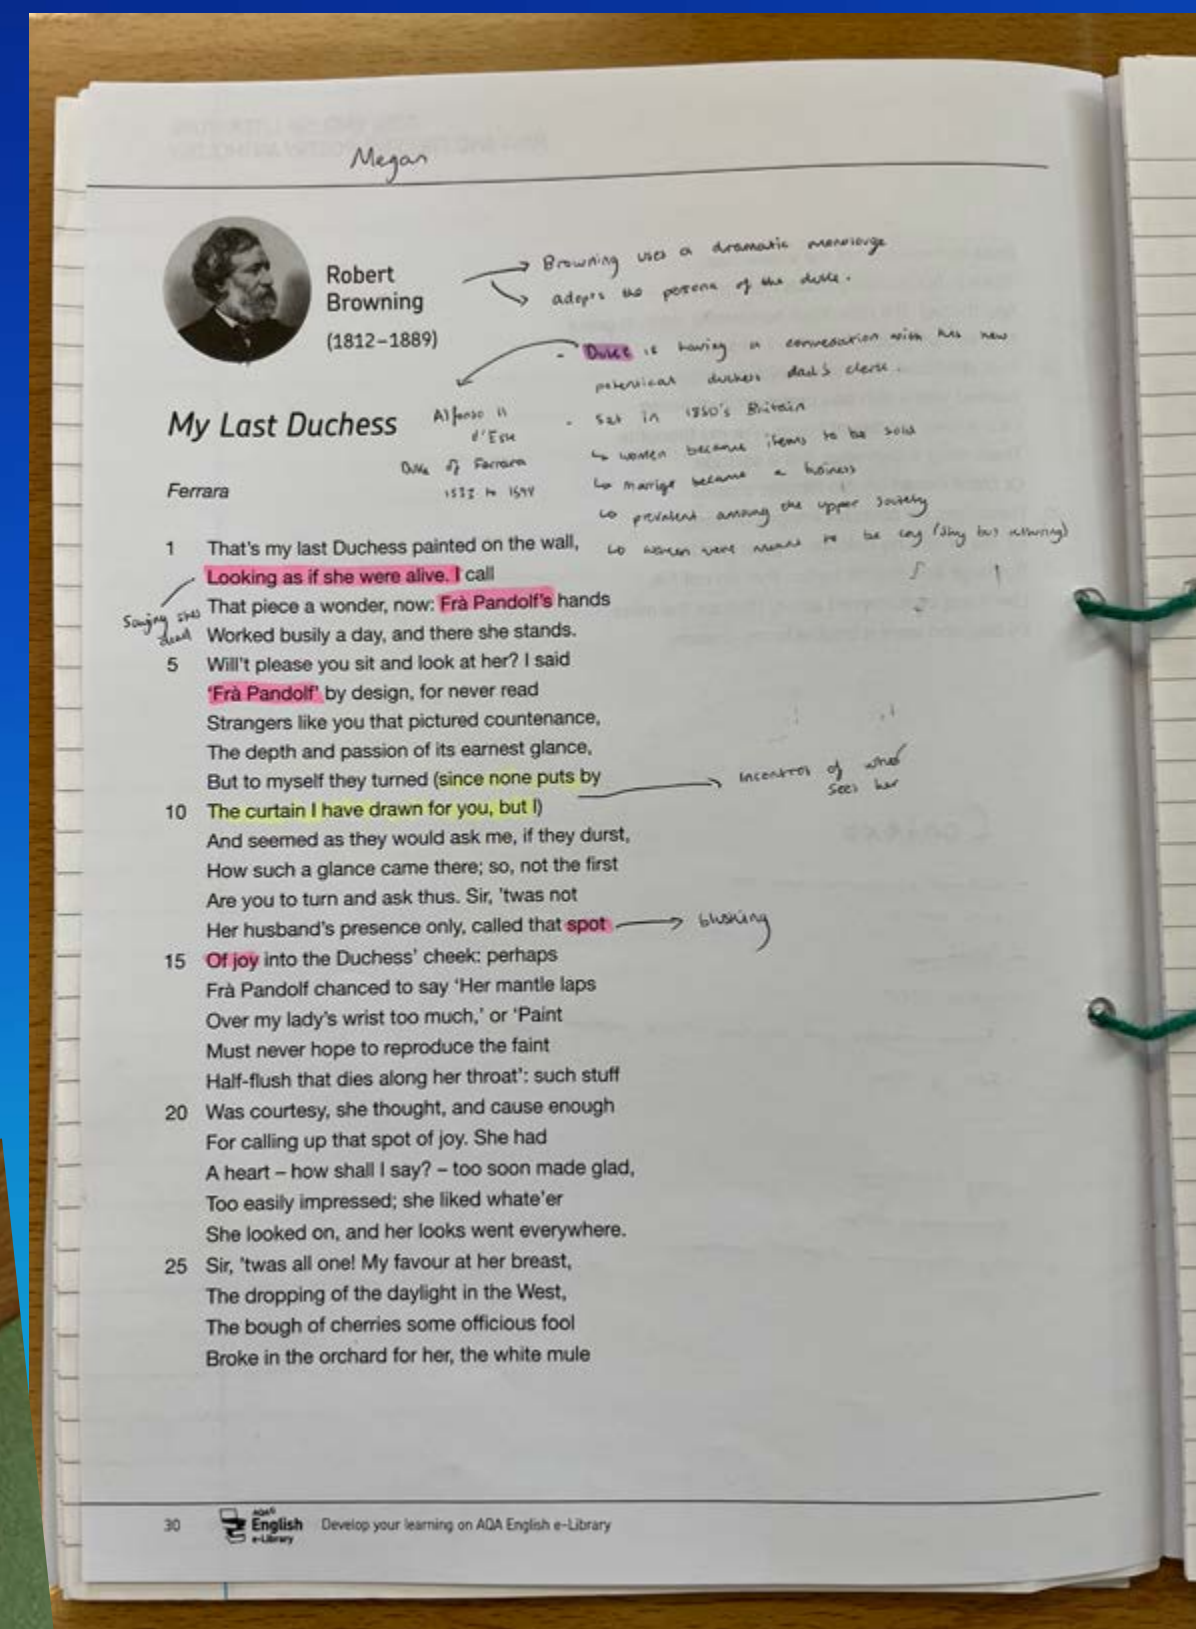 Megan
Robert
Browning
(1812–1889)
→ Browning uses a dramatic monolouge
→ adopts the persona of the duke.
- Duke is having a convesation with his new
potential duchess dad's clerk.
My Last Duchess
Alfonso II
d'Este
Duke of Ferrara
1533 to 1597
- Set in 1850's Britain
↳ women became items to be sold
↳ marrige became a buiness
↳ prevalent among the upper society
↳ women were meant to be coy (shy but alluring)
Ferrara
1 That's my last Duchess painted on the wall,
Looking as if she were alive. I call
Saying shes
dead
That piece a wonder, now: Frà Pandolf's hands
Worked busily a day, and there she stands.
5 Will't please you sit and look at her? I said
'Frà Pandolf' by design, for never read
Strangers like you that pictured countenance,
The depth and passion of its earnest glance,
But to myself they turned (since none puts by
→ Incontrol of who
sees her
10 The curtain I have drawn for you, but I)
And seemed as they would ask me, if they durst,
How such a glance came there; so, not the first
Are you to turn and ask thus. Sir, 'twas not
Her husband's presence only, called that spot → blushing
15 Of joy into the Duchess' cheek: perhaps
Frà Pandolf chanced to say 'Her mantle laps
Over my lady's wrist too much,' or 'Paint
Must never hope to reproduce the faint
Half-flush that dies along her throat': such stuff
20 Was courtesy, she thought, and cause enough
For calling up that spot of joy. She had
A heart – how shall I say? – too soon made glad,
Too easily impressed; she liked whate'er
She looked on, and her looks went everywhere.
25 Sir, 'twas all one! My favour at her breast,
The dropping of the daylight in the West,
The bough of cherries some officious fool
Broke in the orchard for her, the white mule
30
AQA
English
e-Library
Develop your learning on AQA English e-Library